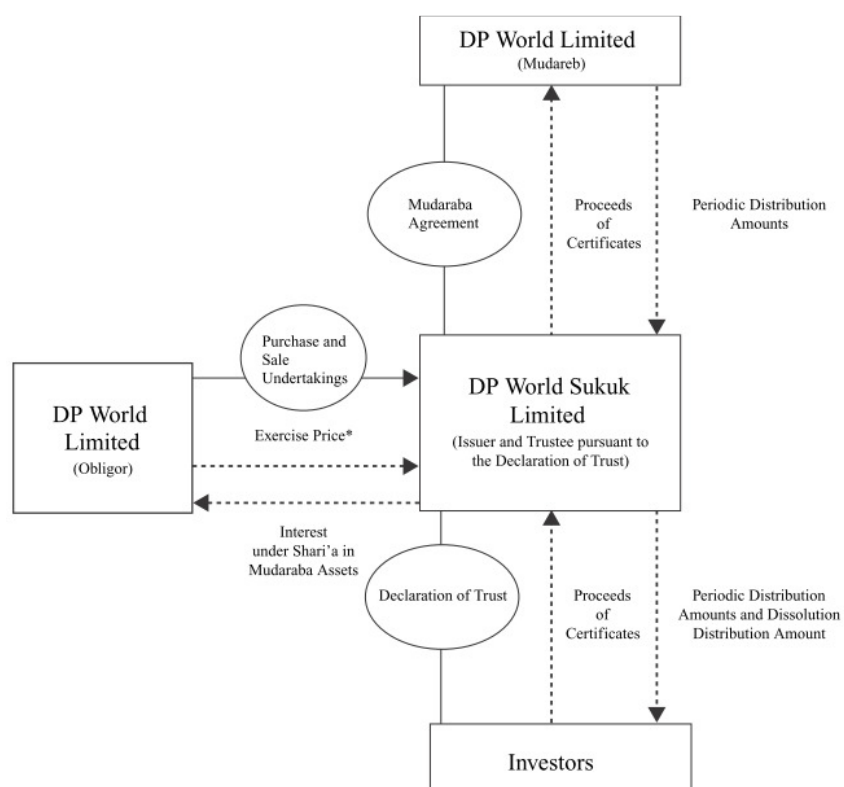 DP World Limited
(Mudareb)
Mudaraba
Agreement
Proceeds
of
Certificates
Periodic Distribution
Amounts
Purchase and
Sale
Undertakings
DP World
Limited
(Obligor)
Exercise Price*
DP World Sukuk
Limited
(Issuer and Trustee pursuant to
the Declaration of Trust)
Interest
under Shari’a in
Mudaraba Assets
Declaration of Trust
Proceeds
of
Certificates
Periodic Distribution
Amounts and Dissolution
Distribution Amount
Investors